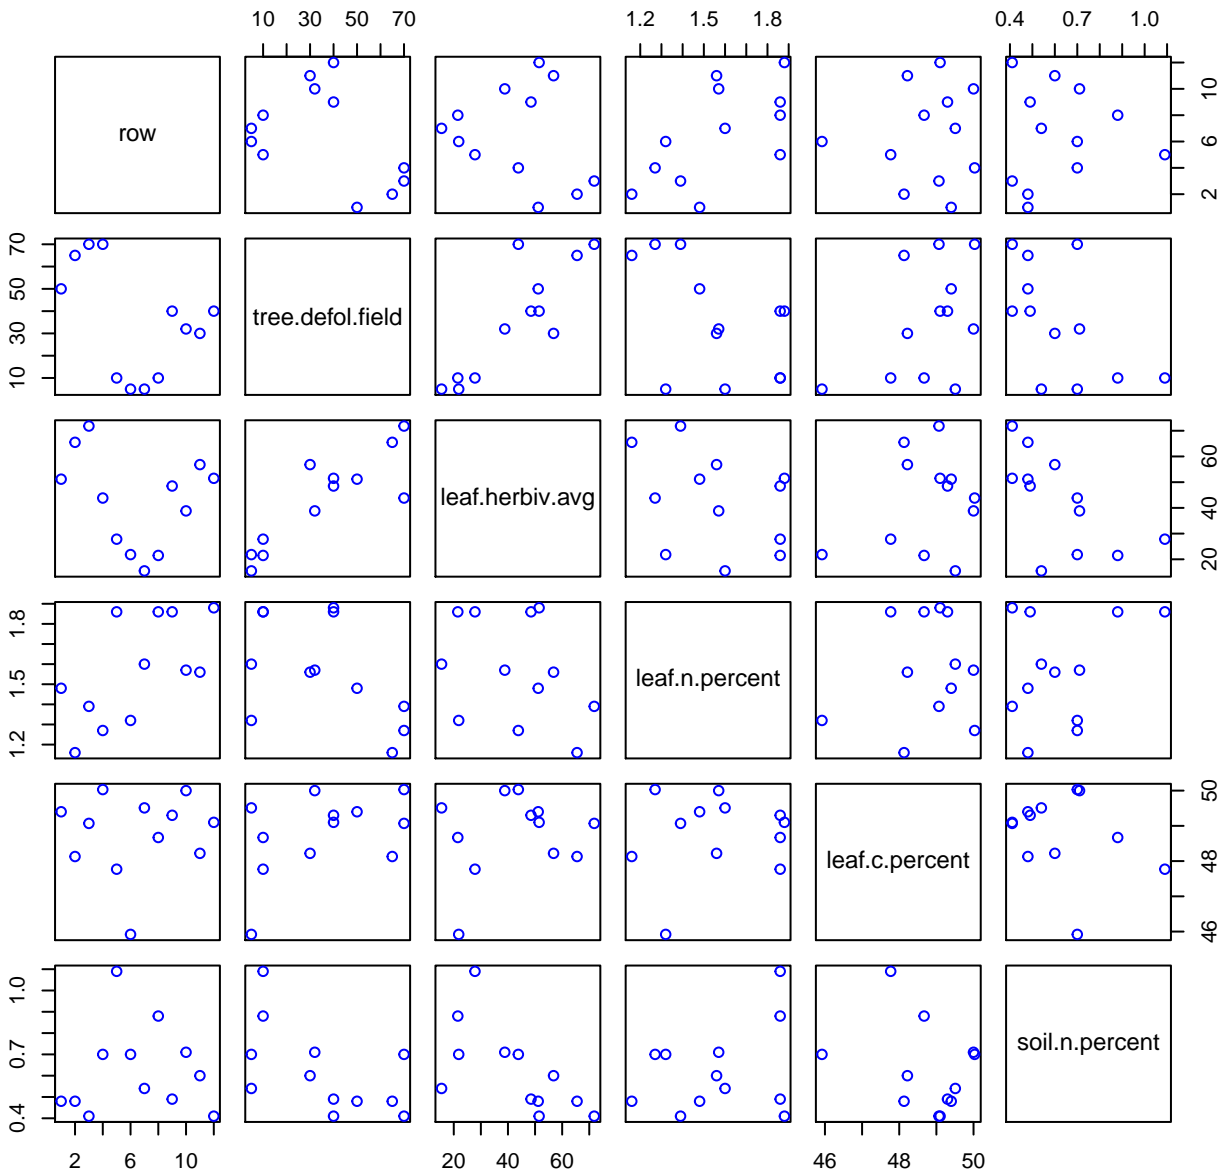 10 30 50 70 1.2 1.5 1.8 0.4 0.7 1.0
row 2 6 10
10 30 50 70 tree.defol.field
leaf.herbiv.avg 20 40 60
1.2 1.5 1.8 leaf.n.percent
leaf.c.percent 46 48 50
0.4 0.7 1.0 soil.n.percent
2 6 10 20 40 60 46 48 50